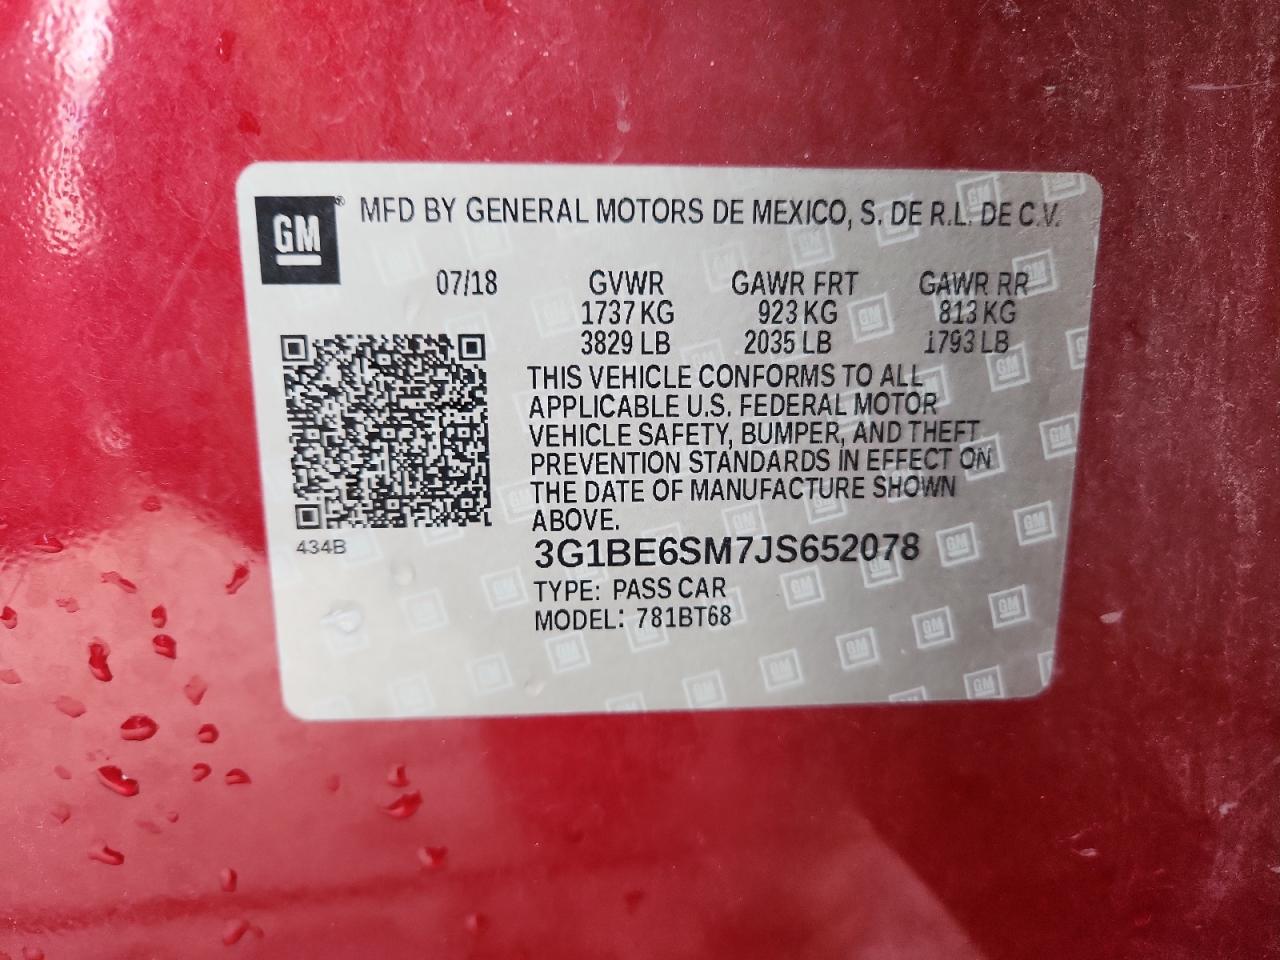 GM® MFD BY GENERAL MOTORS DE MEXICO, S. DE R.L. DE C.V.
07/18 GVWR GAWR FRT GAWR RR
1737 KG 923 KG 813 KG
3829 LB 2035 LB 1793 LB
THIS VEHICLE CONFORMS TO ALL
APPLICABLE U.S. FEDERAL MOTOR
VEHICLE SAFETY, BUMPER, AND THEFT
PREVENTION STANDARDS IN EFFECT ON
THE DATE OF MANUFACTURE SHOWN
ABOVE.
434B
3G1BE6SM7JS652078
TYPE: PASS CAR
MODEL: 781BT68